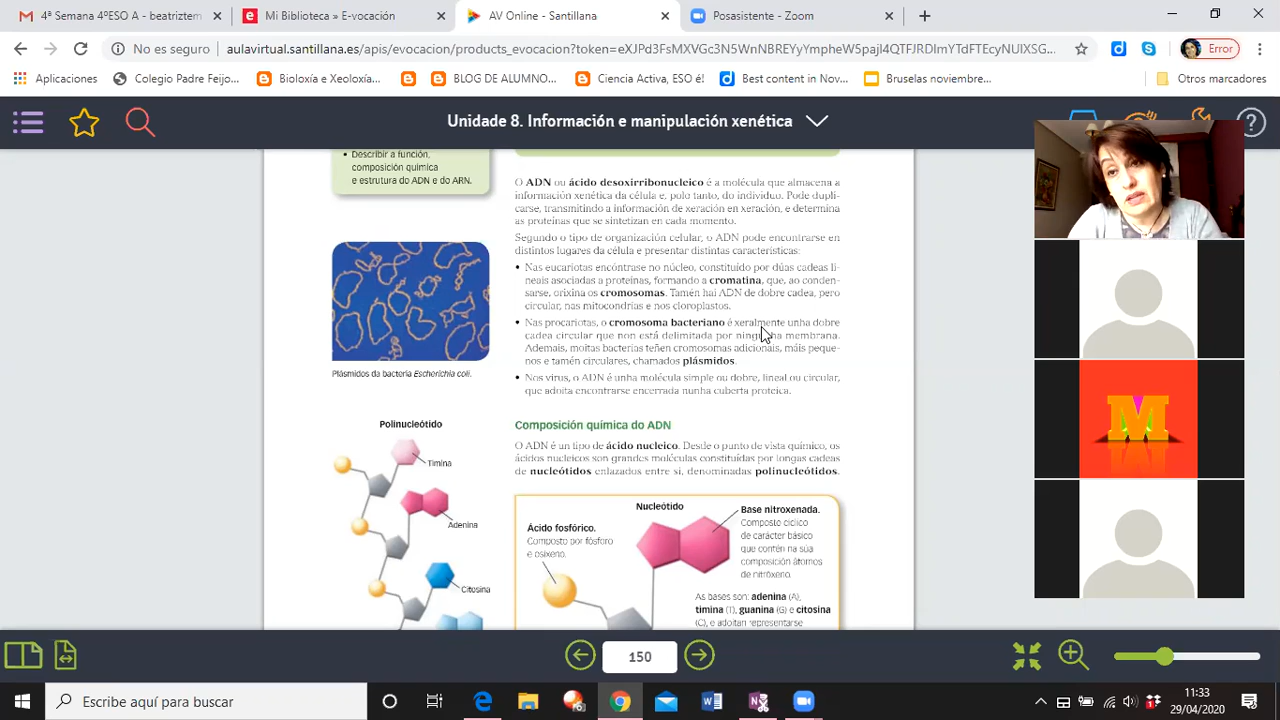 4ª Semana 4ºESO A - beatriztem
Mi Biblioteca » E-vocación
AV Online - Santillana
Posasistente - Zoom
No es seguro
aulavirtual.santillana.es/apis/evocacion/products_evocacion?token=
Error
Aplicaciones
Colegio Padre Feijo...
Bioloxía e Xeoloxía...
BLOG DE ALUMNO...
Ciencia Activa, ESO é!
Best content in Nov...
Bruselas noviembre...
Otros marcadores
Unidade 8. Información e manipulación xenética
• Describir a función,
composición química
e estrutura do ADN e do ARN.
Plásmidos da bacteria Escherichia coli.
O ADN ou ácido desoxirribonucleico é a molécula que almacena a
información xenética da célula e, polo tanto, do individuo. Pode dupli-
carse, transmitindo a información de xeración en xeración, e determina
as proteínas que se sintetizan en cada momento.
Segundo o tipo de organización celular, o ADN pode encontrarse en
distintos lugares da célula e presentar distintas características:
• Nas eucariotas encóntrase no núcleo, constituído por dúas cadeas li-
neais asociadas a proteínas, formando a cromatina, que, ao conden-
sarse, orixina os cromosomas. Tamén hai ADN de dobre cadea, pero
circular, nas mitocondrias e nos cloroplastos.
• Nas procariotas, o cromosoma bacteriano é xeralmente unha dobre
cadea circular que non está delimitada por ningunha membrana.
Ademais, moitas bacterias teñen cromosomas adicionais, máis peque-
nos e tamén circulares, chamados plásmidos.
• Nos virus, o ADN é unha molécula simple ou dobre, lineal ou circular,
que adoita encontrarse encerrada nunha cuberta proteica.
Composición química do ADN
O ADN é un tipo de ácido nucleico. Desde o punto de vista químico, os
ácidos nucleicos son grandes moléculas constituídas por longas cadeas
de nucleótidos enlazados entre si, denominadas polinucleótidos.
Polinucleótido
Timina
Adenina
Citosina
Nucleótido
Ácido fosfórico.
Composto por fósforo
e osíxeno.
Base nitroxenada.
Composto cíclico
de carácter básico
que contén na súa
composición átomos
de nitróxeno.
As bases son: adenina (A),
timina (T), guanina (G) e citosina
(C), e adoitan representarse
M
150
Escribe aquí para buscar
11:33
29/04/2020